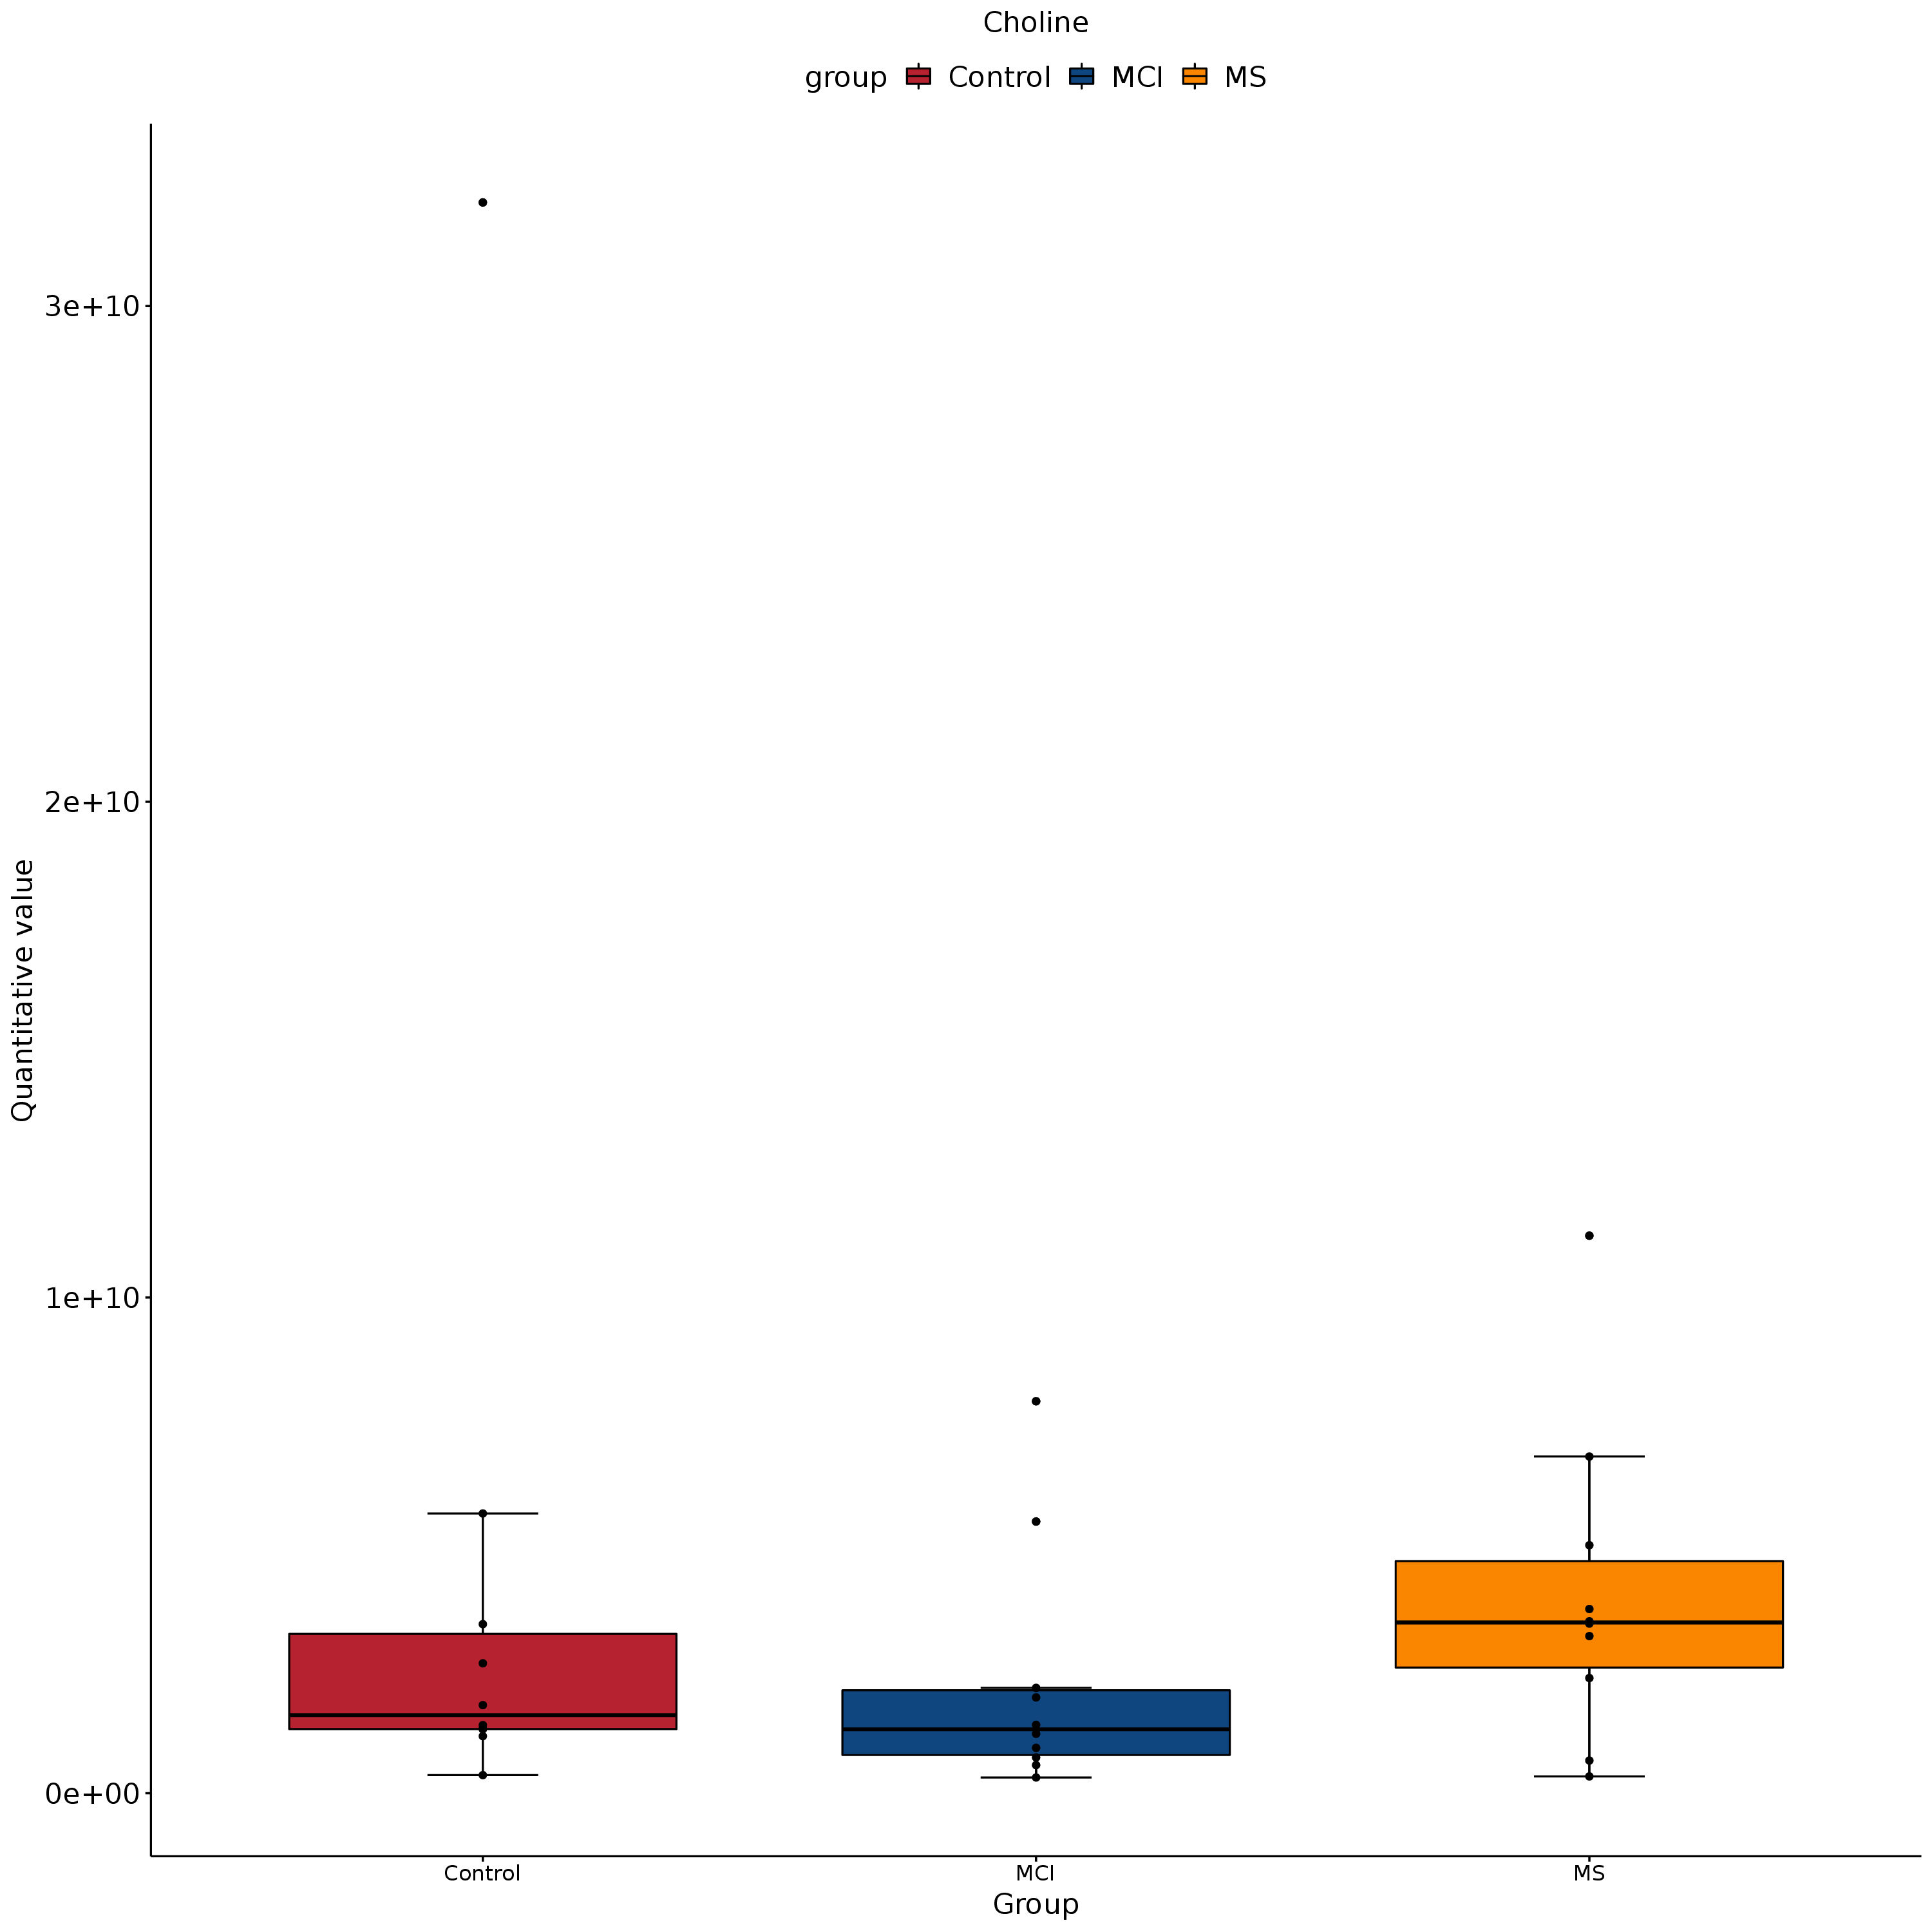 Choline
group Control MCI MS
3e+10
2e+10
1e+10
0e+00
Quantitative value
Control MCI MS
Group